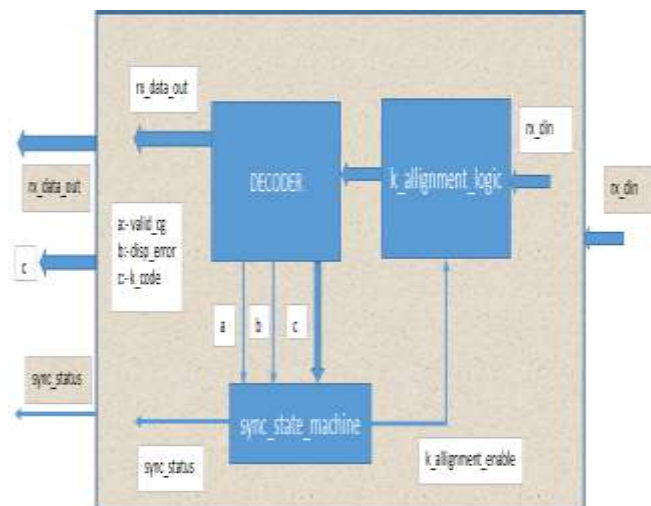 rx_data_out
rx_din
DECODER
k_allignment_logic
rx_data_out
rx_din
a:- valid_cg
b:- disp_error
c:- k_code
c
a
b
c
sync_status
sync_state_machine
sync_status
k_allignment_enable